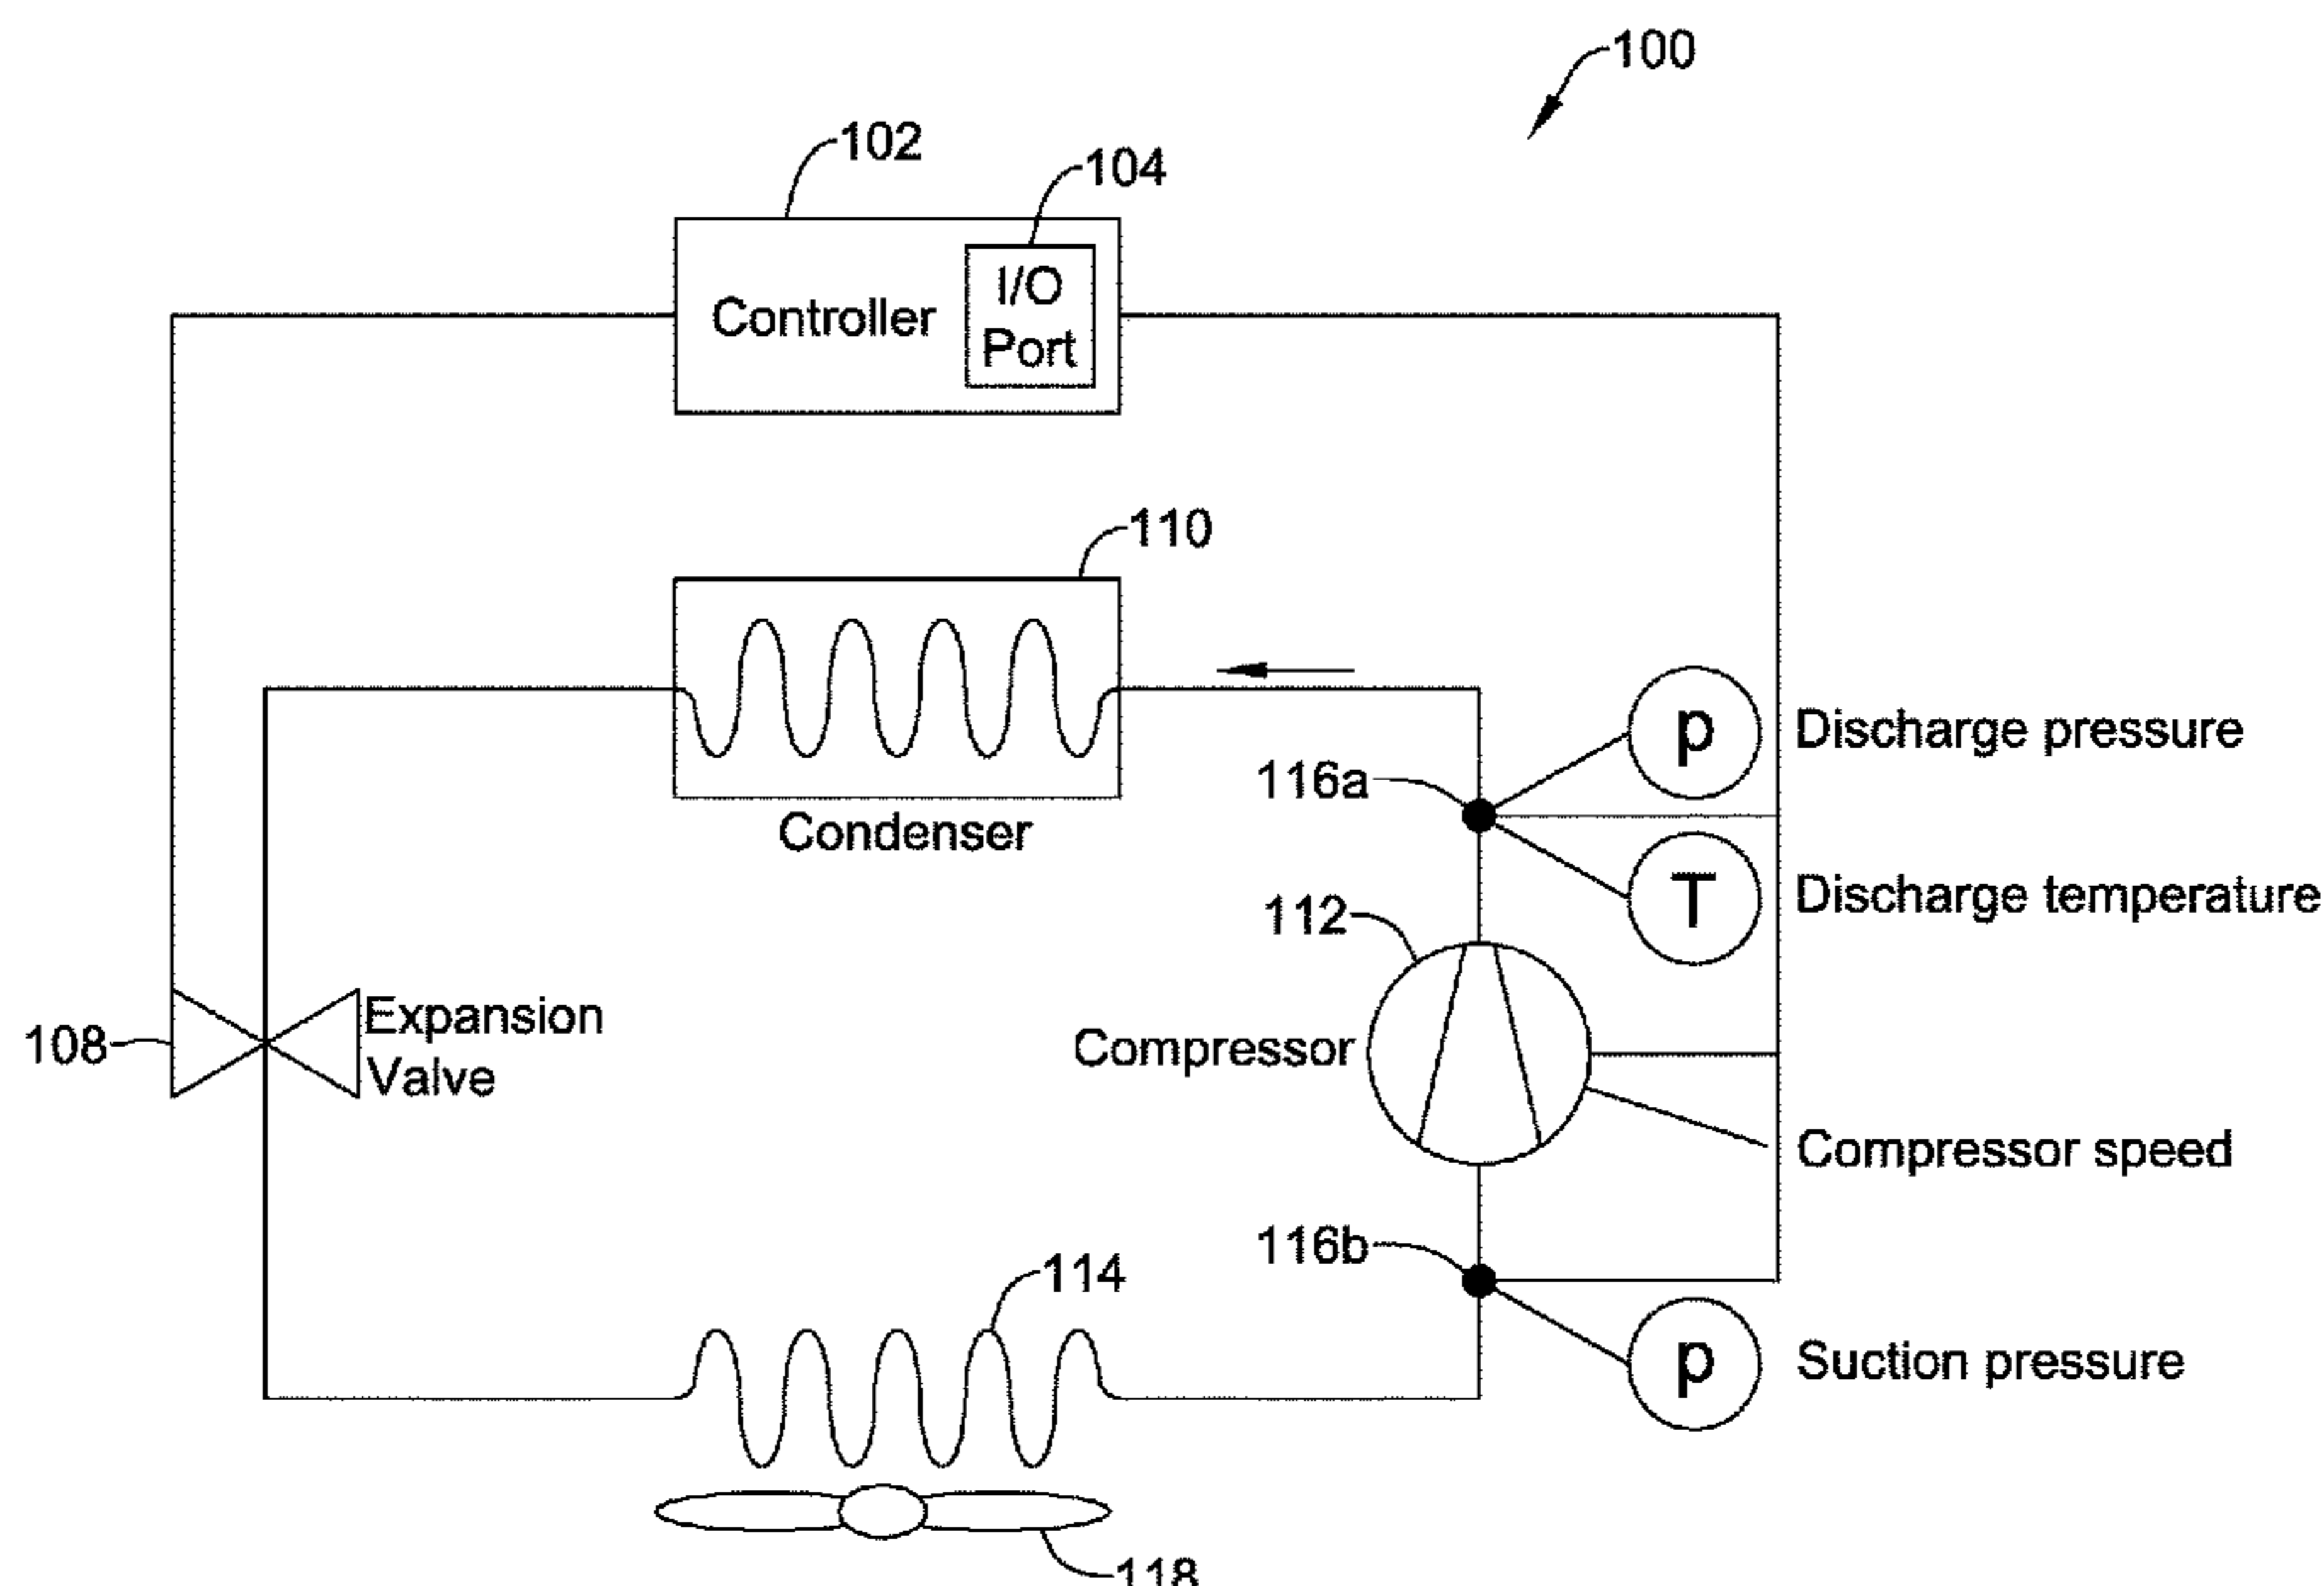 100
102
104
I/O
Port
Controller
110
p
Discharge pressure
116a
Condenser
T
Discharge temperature
112
Expansion
Valve
108
Compressor
Compressor speed
116b
114
p
Suction pressure
118